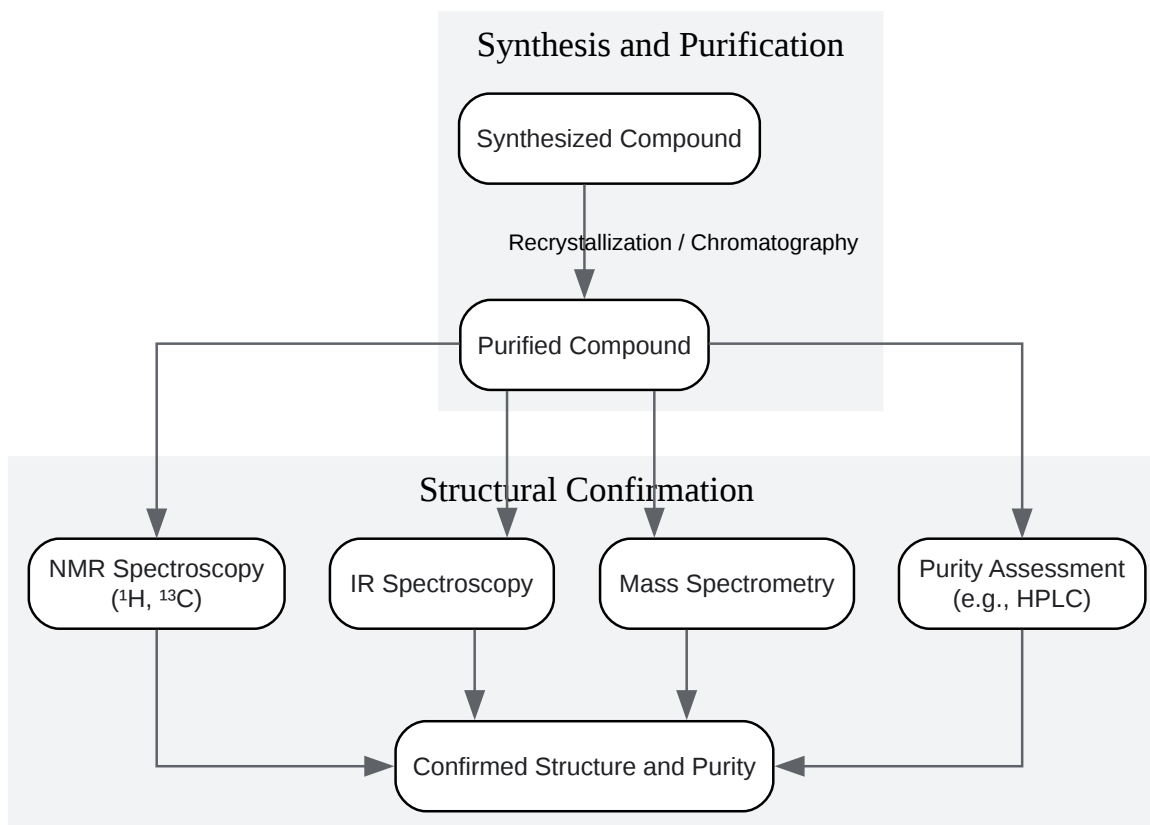 Synthesis and Purification
Synthesized Compound
Recrystallization / Chromatography
Purified Compound
Structural Confirmation
NMR Spectroscopy
(¹H, ¹³C)
IR Spectroscopy
Mass Spectrometry
Purity Assessment
(e.g., HPLC)
Confirmed Structure and Purity